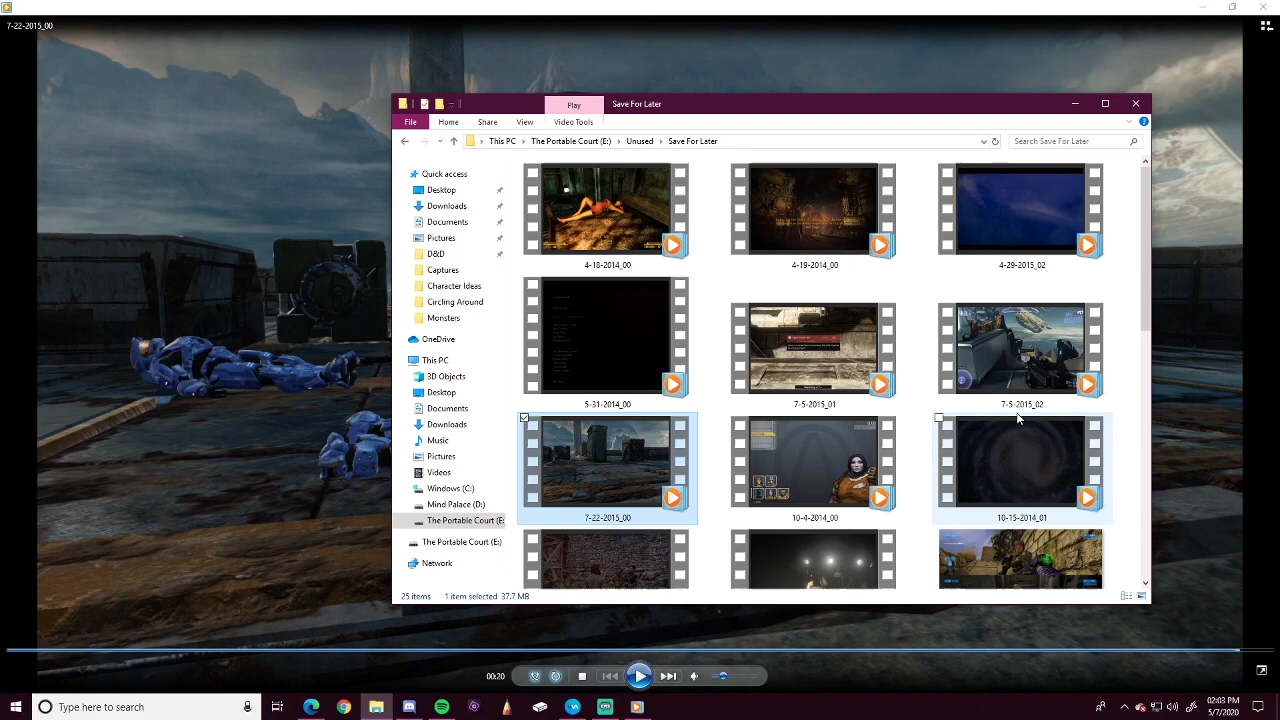 7-22-2015_00
Play
Save For Later
File
Home
Share
View
Video Tools
This PC
The Portable Court (E:)
Unused
Save For Later
Search Save For Later
Quick access
Desktop
Downloads
Documents
Pictures
D&D
Captures
Character Ideas
Circling Around
Monsters
OneDrive
This PC
3D Objects
Desktop
Documents
Downloads
Music
Pictures
Videos
Windows (C:)
Mind Palace (D:)
The Portable Court (E:
The Portable Court (E:)
Network
4-18-2014_00
4-19-2014_00
4-29-2015_02
5-31-2014_00
7-5-2015_01
7-5-2015_02
7-22-2015_00
10-4-2014_00
10-15-2014_01
25 items
1 item selected 37.7 MB
00:20
Type here to search
02:03 PM
5/7/2020